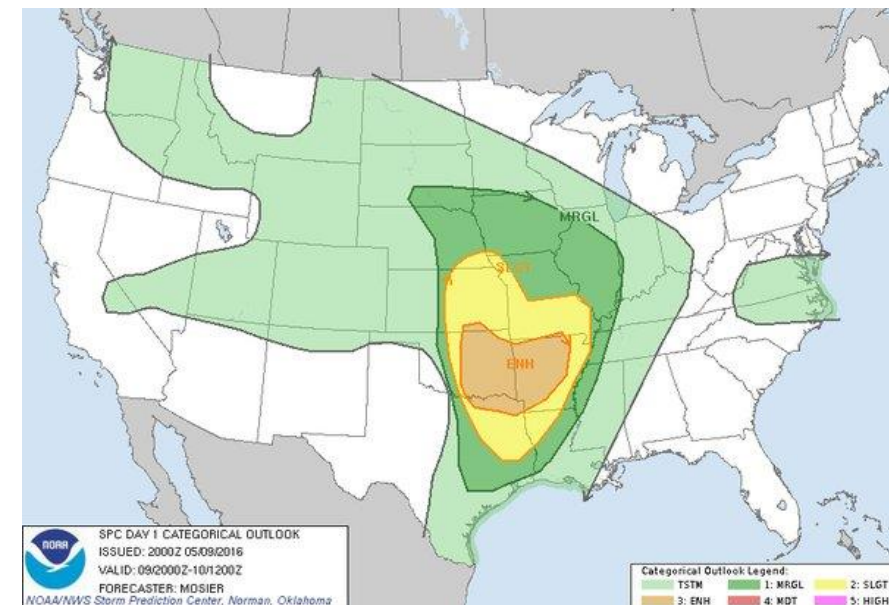 MRGL
SLGT
ENH
NOAA
SPC DAY 1 CATEGORICAL OUTLOOK
ISSUED: 2000Z 05/09/2016
VALID: 09/2000Z-10/1200Z
FORECASTER: MOSIER
NOAA/NWS Storm Prediction Center, Norman, Oklahoma
Categorical Outlook Legend:
TSTM 1: MRGL 2: SLGT
3: ENH 4: MDT 5: HIGH